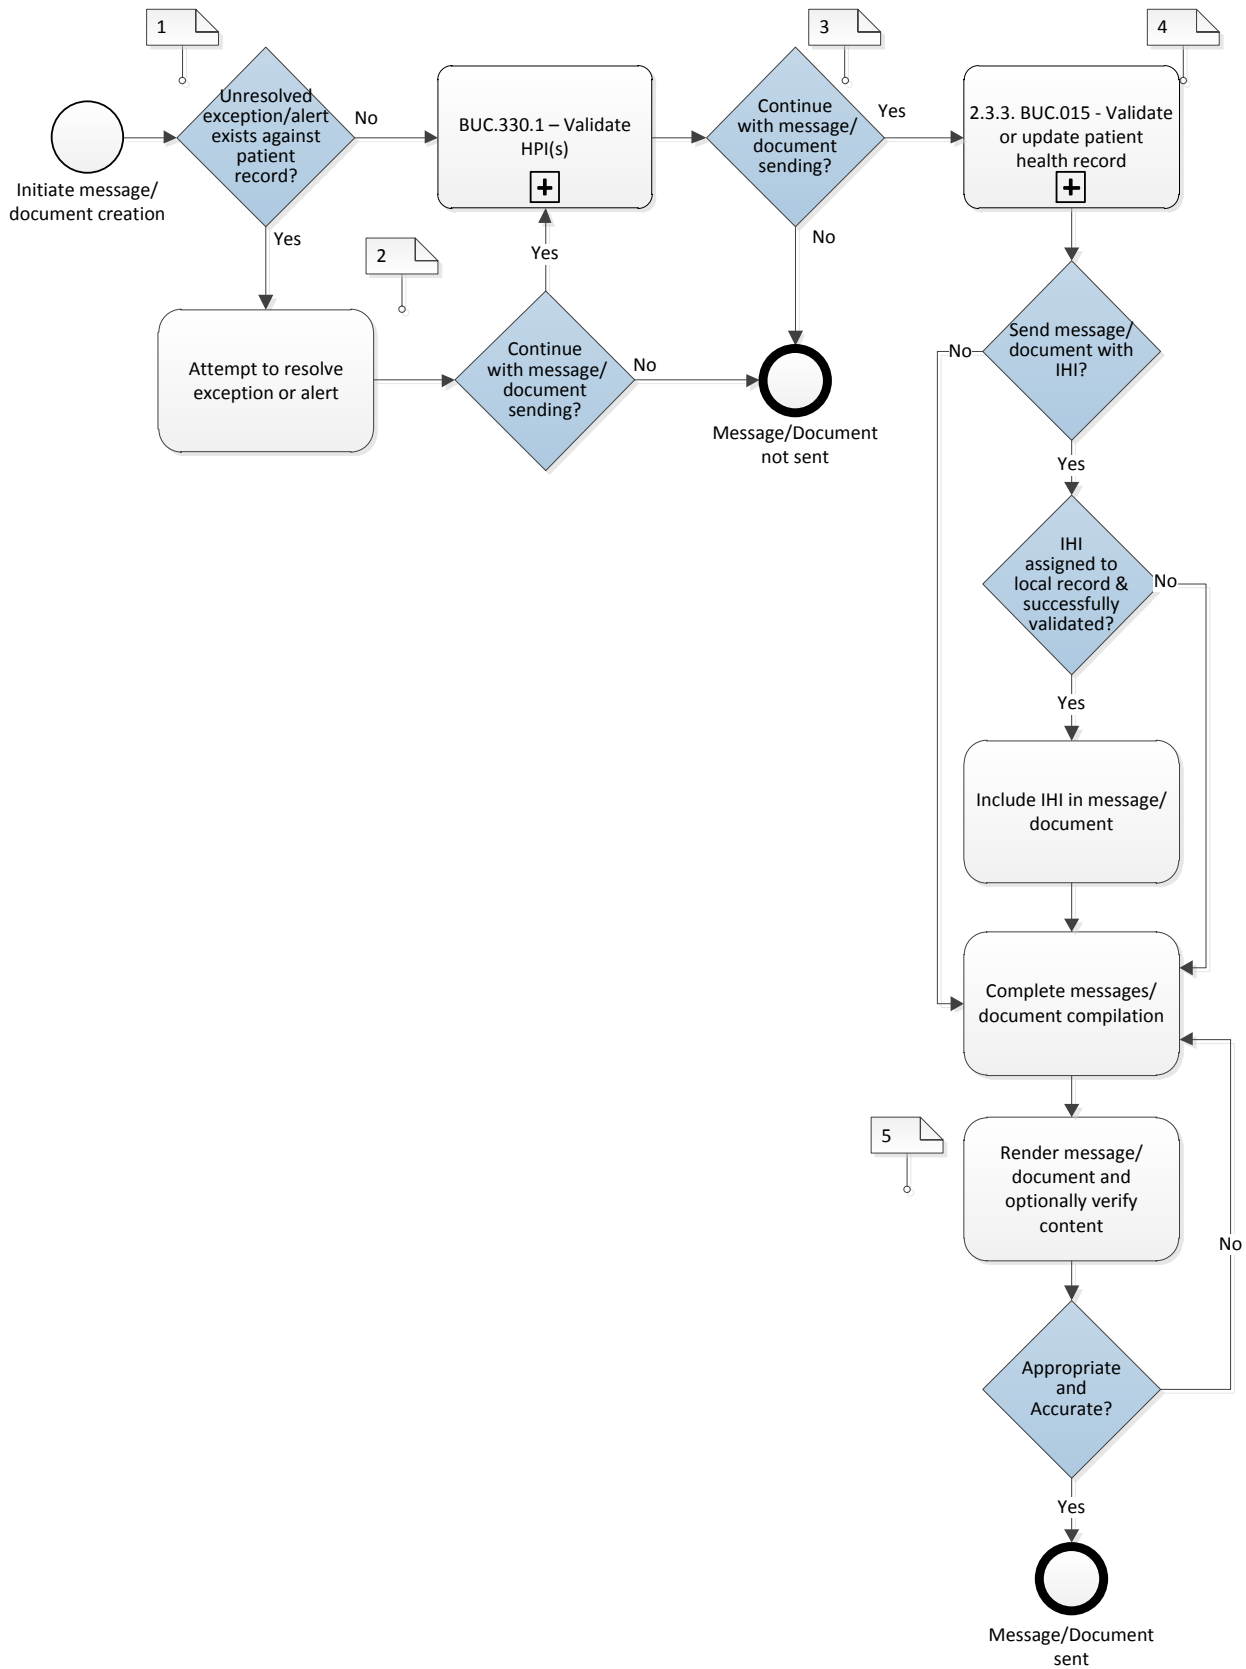 1
3
4
Unresolved
exception/alert
exists against
patient
record?
No
BUC.330.1 – Validate
HPI(s)
Continue
with message/
document
sending?
Yes
2.3.3. BUC.015 - Validate
or update patient
health record
Initiate message/
document creation
Yes
2
Yes
No
Attempt to resolve
exception or alert
Continue
with message/
document
sending?
No
Message/Document
not sent
No
Send message/
document with
IHI?
Yes
IHI
assigned to
local record &
successfully
validated?
No
Yes
Include IHI in message/
document
Complete messages/
document compilation
5
Render message/
document and
optionally verify
content
No
Appropriate
and
Accurate?
Yes
Message/Document
sent